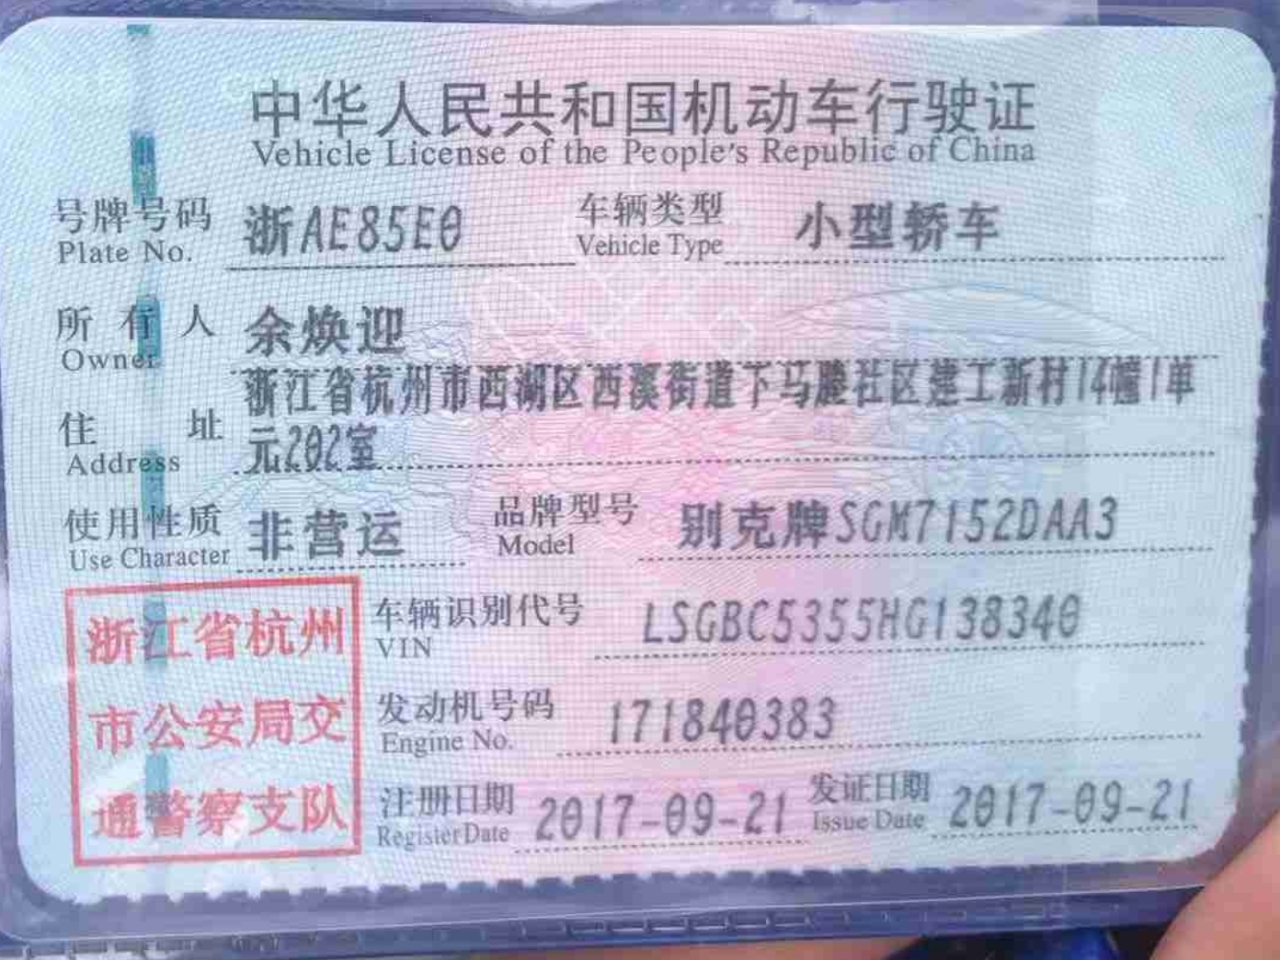 中华人民共和国机动车行驶证
Vehicle License of the People's Republic of China
号牌号码 浙AE85E0 车辆类型 小型轿车
Plate No. Vehicle Type
所有人 余焕迎
Owner
浙江省杭州市西湖区西溪街道下马塍社区建工新村14幢1单
住址 元202室
Address
使用性质 非营运 品牌型号 别克牌SGM7152DAA3
Use Character Model
浙江省杭州
市公安局交
通警察支队
车辆识别代号 LSGBC5355HG138340
VIN
发动机号码 171840383
Engine No.
注册日期 2017-09-21 发证日期 2017-09-21
Register Date Issue Date